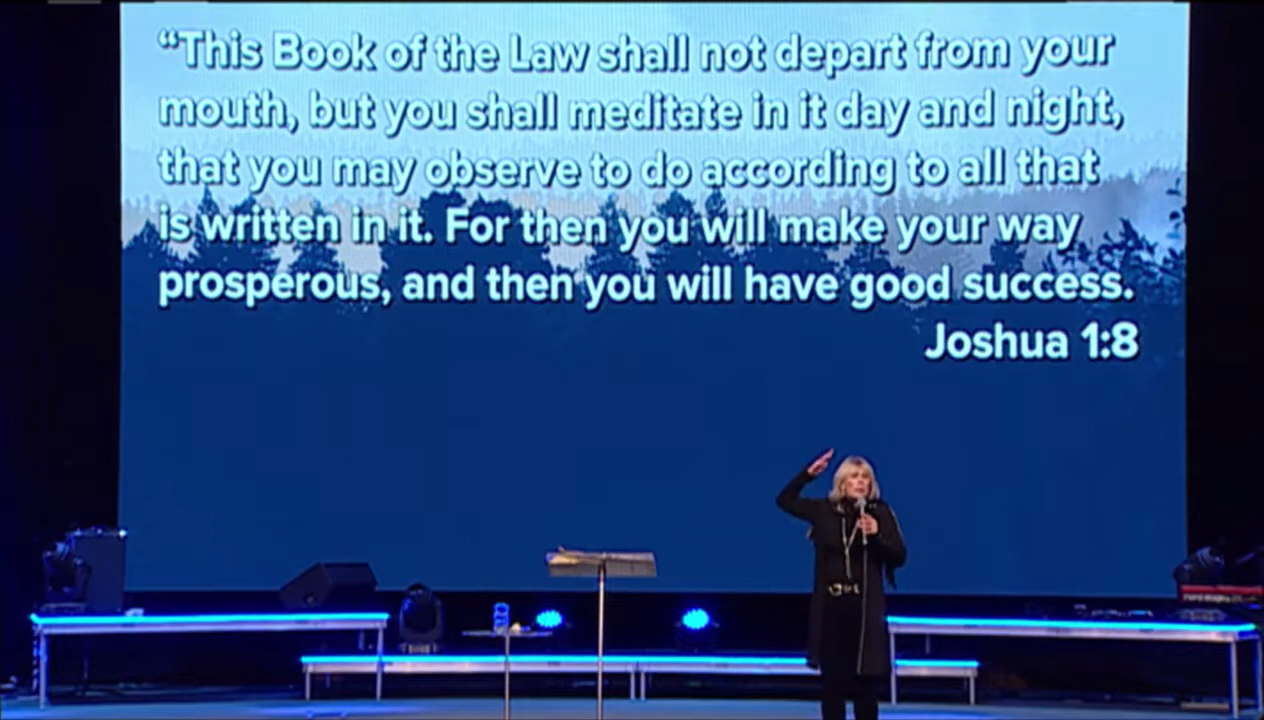 “This Book of the Law shall not depart from your
mouth, but you shall meditate in it day and night,
that you may observe to do according to all that
is written in it. For then you will make your way
prosperous, and then you will have good success.
Joshua 1:8